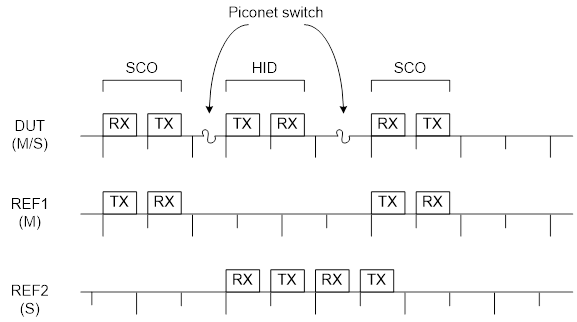 Piconet switch
SCO HID SCO
DUT (M/S) RX TX TX RX RX TX
REF1 (M) TX RX TX RX
REF2 (S) RX TX RX TX